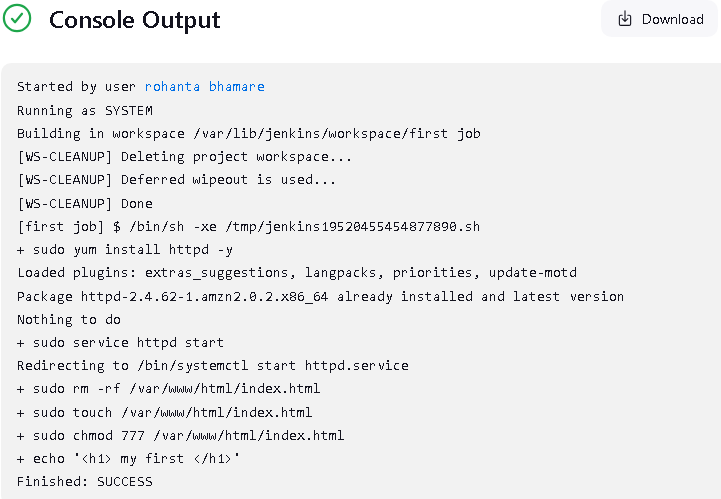 Console Output
Download
Started by user rohanta bhamare
Running as SYSTEM
Building in workspace /var/lib/jenkins/workspace/first job
[WS-CLEANUP] Deleting project workspace...
[WS-CLEANUP] Deferred wipeout is used...
[WS-CLEANUP] Done
[first job] $ /bin/sh -xe /tmp/jenkins19520455454877890.sh
+ sudo yum install httpd -y
Loaded plugins: extras_suggestions, langpacks, priorities, update-motd
Package httpd-2.4.62-1.amzn2.0.2.x86_64 already installed and latest version
Nothing to do
+ sudo service httpd start
Redirecting to /bin/systemctl start httpd.service
+ sudo rm -rf /var/www/html/index.html
+ sudo touch /var/www/html/index.html
+ sudo chmod 777 /var/www/html/index.html
+ echo '<h1> my first </h1>'
Finished: SUCCESS